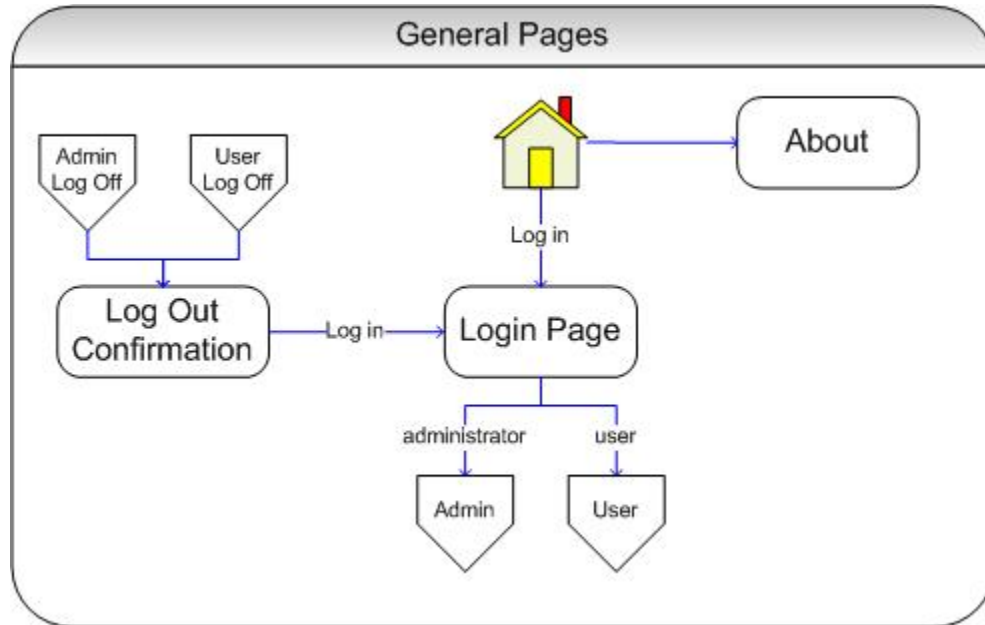 General Pages
Admin
Log Off
User
Log Off
About
Log in
Log Out
Confirmation
Log in
Login Page
administrator
user
Admin
User